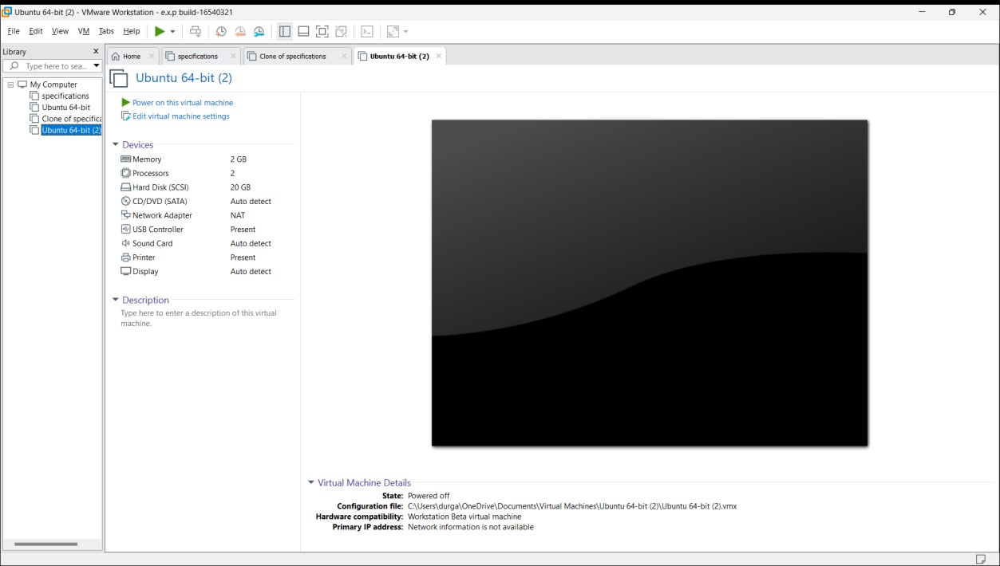 Ubuntu 64-bit (2) - VMware Workstation - e.x.p build-16540321
File Edit View VM Tabs Help
Library x
Type here to sea...
Home
specifications
Clone of specifications
Ubuntu 64-bit (2)
My Computer
specifications
Ubuntu 64-bit
Clone of specifica
Ubuntu 64-bit (2)
Ubuntu 64-bit (2)
Power on this virtual machine
Edit virtual machine settings
Devices
Memory 2 GB
Processors 2
Hard Disk (SCSI) 20 GB
CD/DVD (SATA) Auto detect
Network Adapter NAT
USB Controller Present
Sound Card Auto detect
Printer Present
Display Auto detect
Description
Type here to enter a description of this virtual
machine.
Virtual Machine Details
State: Powered off
Configuration file: C:\Users\durga\OneDrive\Documents\Virtual Machines\Ubuntu 64-bit (2)\Ubuntu 64-bit (2).vmx
Hardware compatibility: Workstation Beta virtual machine
Primary IP address: Network information is not available